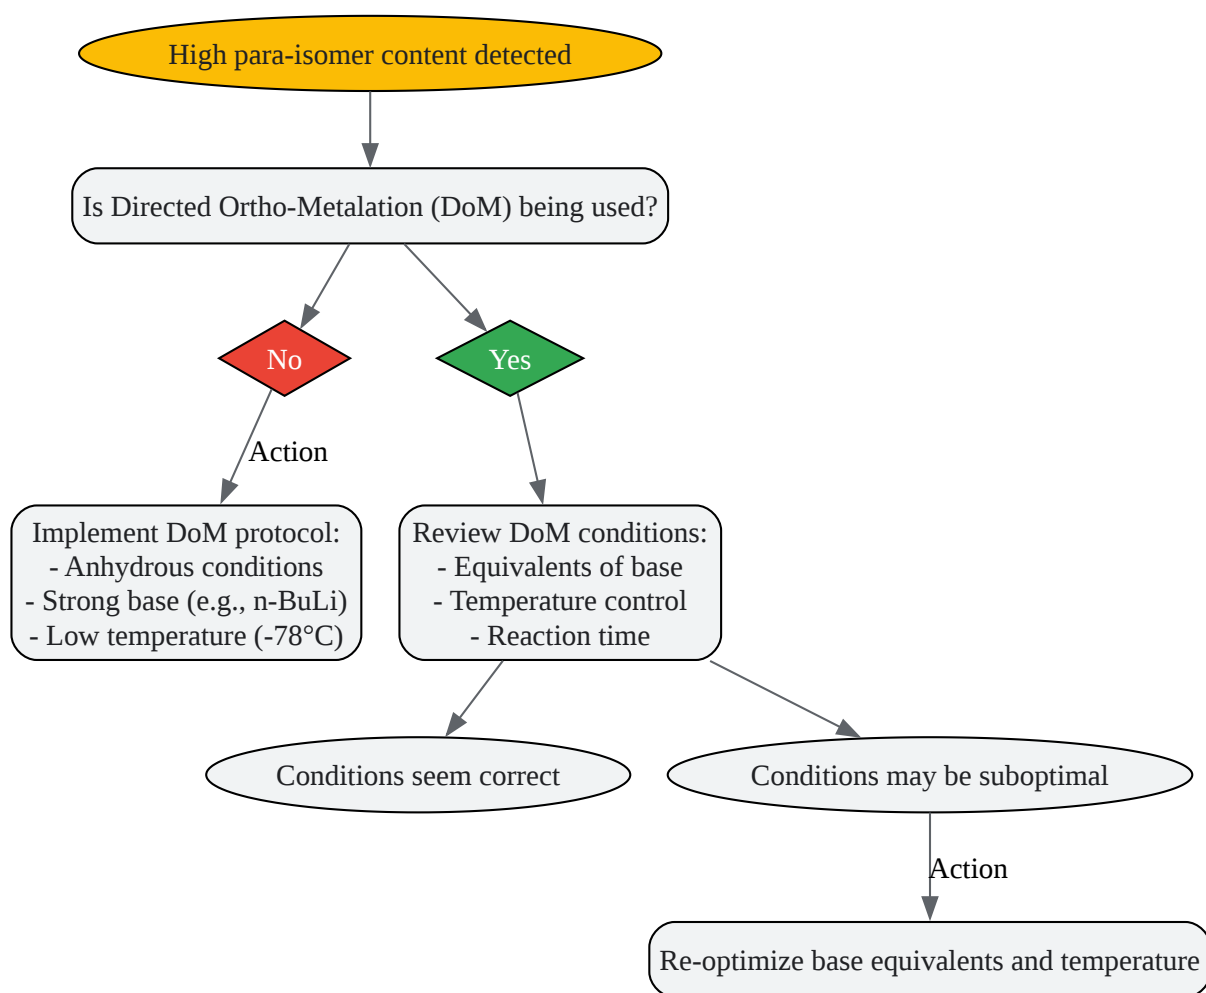 High para-isomer content detected
Is Directed Ortho-Metalation (DoM) being used?
No
Yes
Action
Implement DoM protocol:
- Anhydrous conditions
- Strong base (e.g., n-BuLi)
- Low temperature (-78°C)
Review DoM conditions:
- Equivalents of base
- Temperature control
- Reaction time
Conditions seem correct
Conditions may be suboptimal
Action
Re-optimize base equivalents and temperature